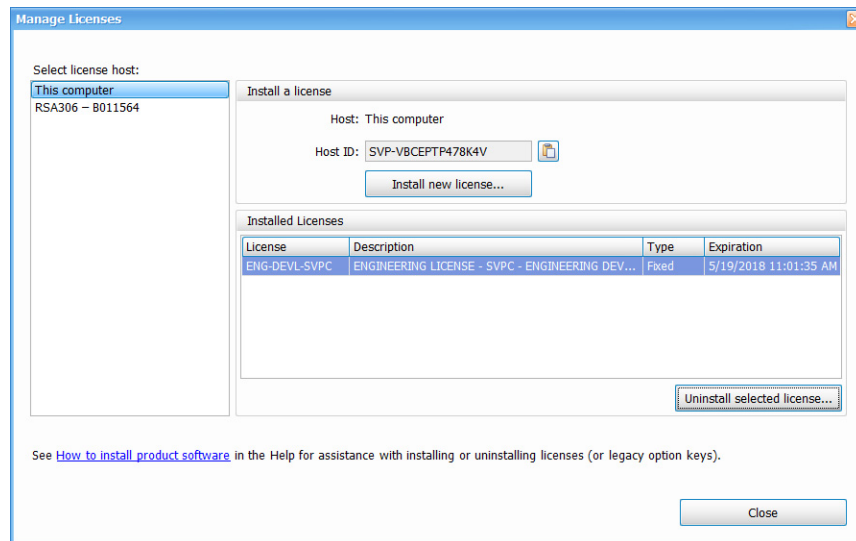 Manage Licenses
Select license host:
This computer
RSA306 – B011564
Install a license
Host: This computer
Host ID: SVP-VBCEPTP478K4V
Install new license...
Installed Licenses
License Description Type Expiration
ENG-DEVL-SVPC ENGINEERING LICENSE - SVPC - ENGINEERING DEV... Fixed 5/19/2018 11:01:35 AM
Uninstall selected license...
See How to install product software in the Help for assistance with installing or uninstalling licenses (or legacy option keys).
Close